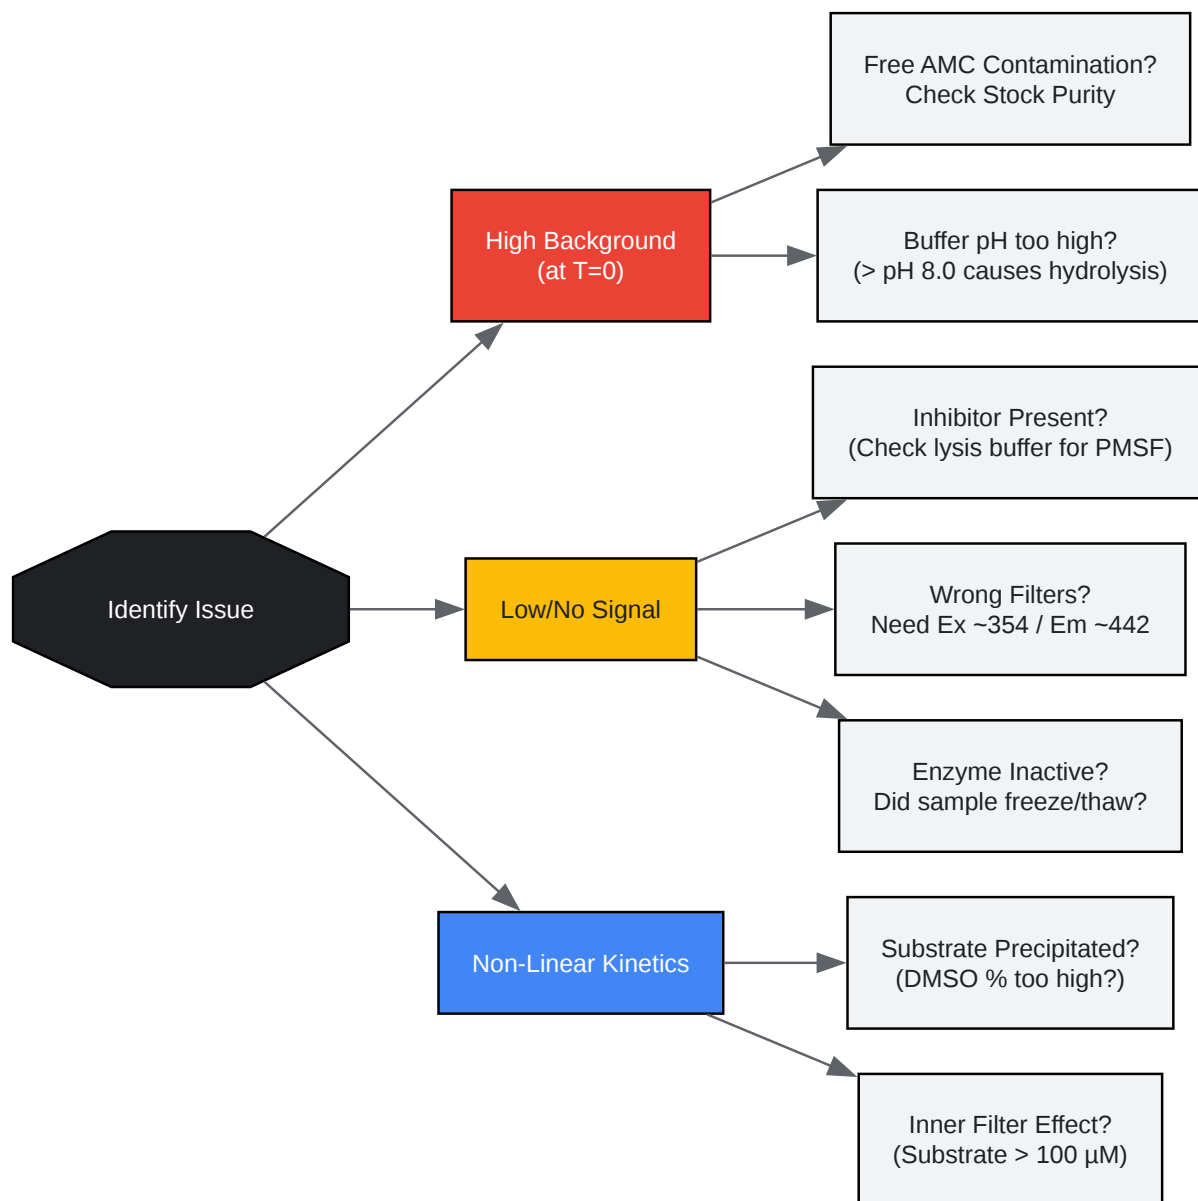 Free AMC Contamination?
Check Stock Purity
High Background
(at T=0)
Buffer pH too high?
(> pH 8.0 causes hydrolysis)
Inhibitor Present?
(Check lysis buffer for PMSF)
Identify Issue
Low/No Signal
Wrong Filters?
Need Ex ~354 / Em ~442
Enzyme Inactive?
Did sample freeze/thaw?
Non-Linear Kinetics
Substrate Precipitated?
(DMSO % too high?)
Inner Filter Effect?
(Substrate > 100 µM)